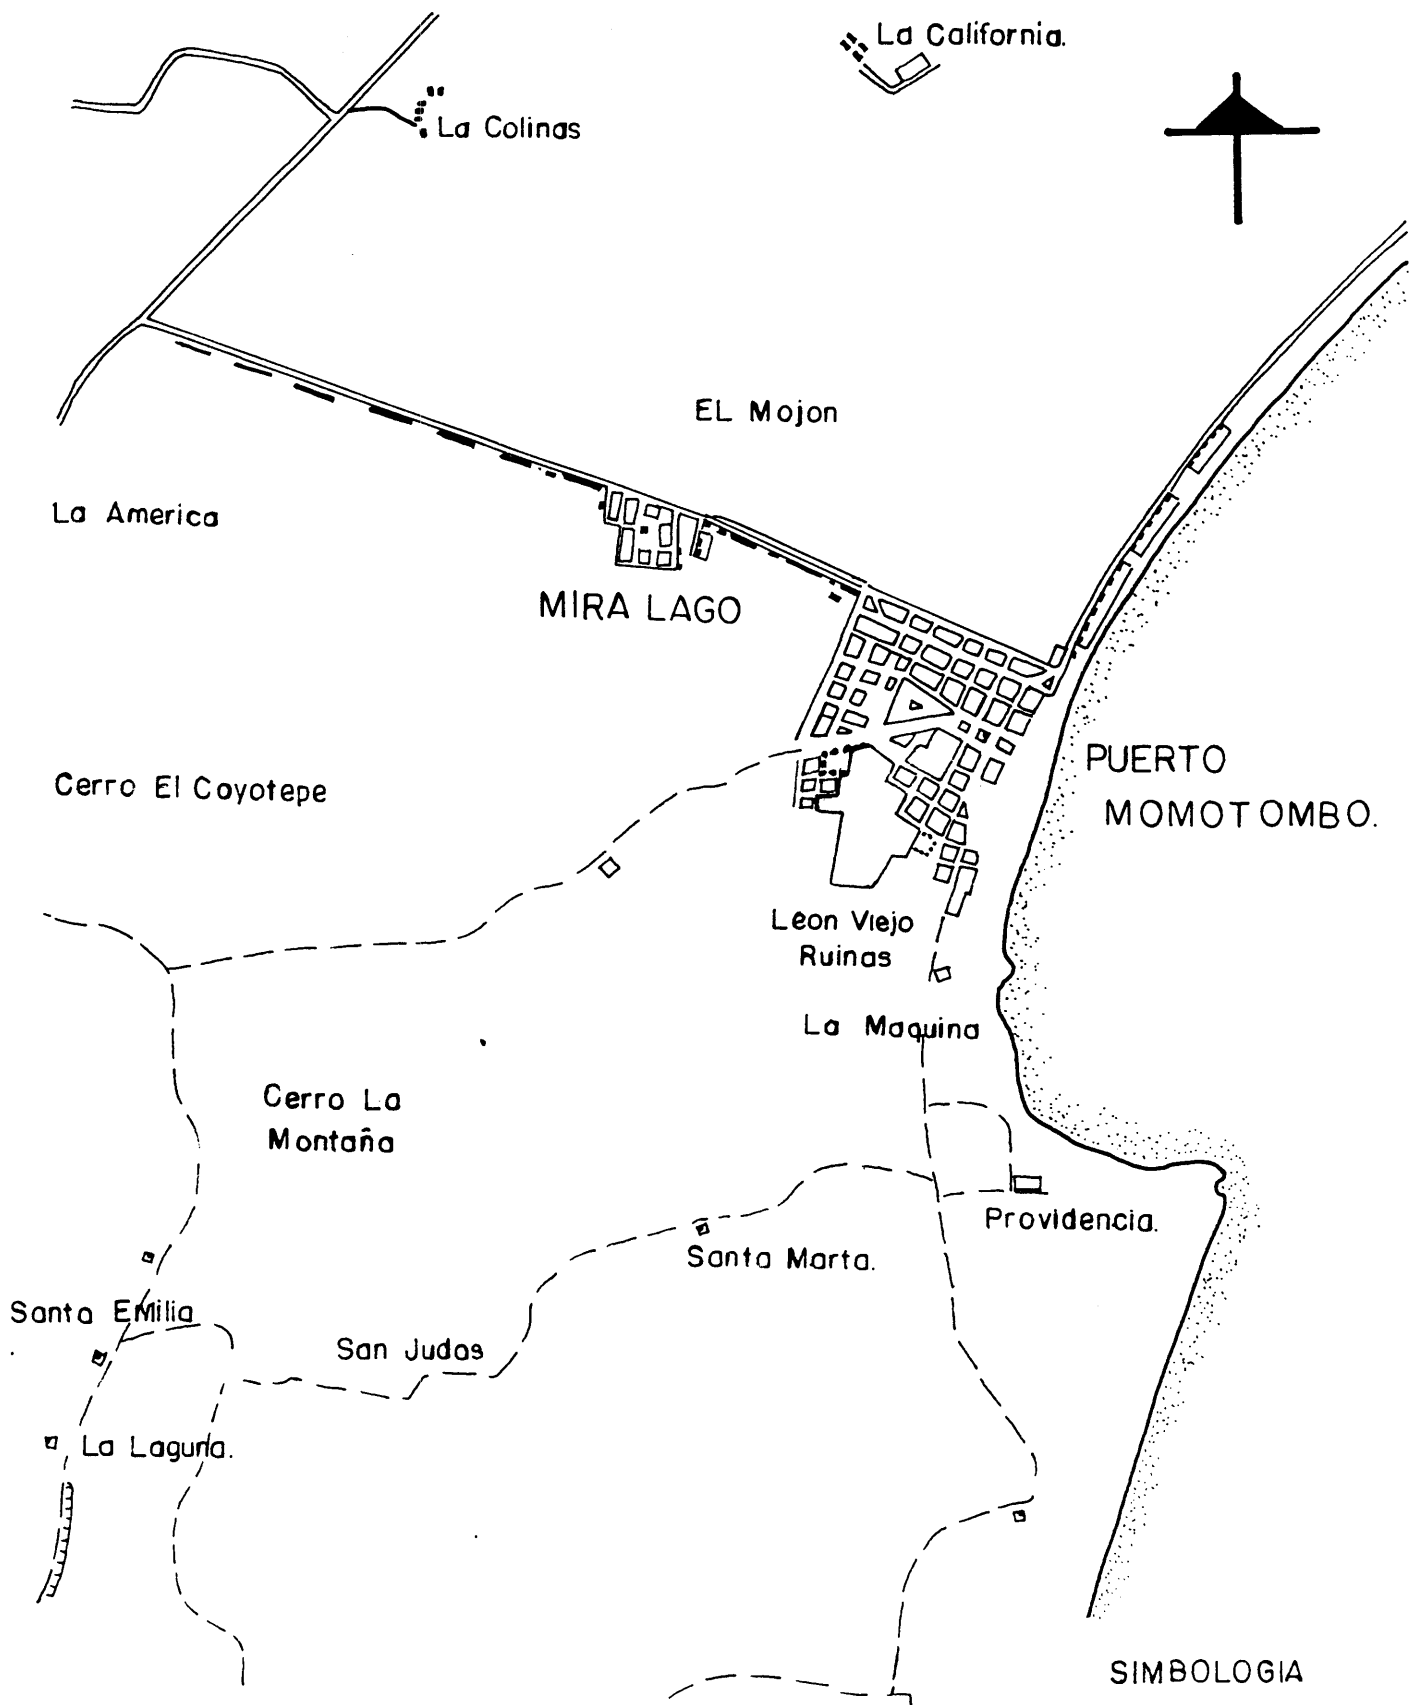 La California.
La Colinas
EL Mojon
La America
MIRA LAGO
PUERTO
MOMOTOMBO.
Cerro El Coyotepe
Léon Viejo
Ruinas
La Maquina
Cerro La
Montaña
Providencia.
Santa Marta.
Santa Emilia
San Judas
La Laguna.
SIMBOLOGIA